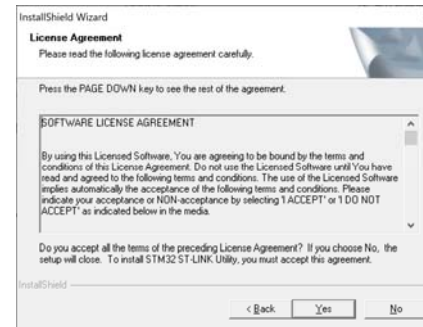 InstallShield Wizard
License Agreement
Please read the following license agreement carefully.
Press the PAGE DOWN key to see the rest of the agreement.
SOFTWARE LICENSE AGREEMENT
By using this Licensed Software, You are agreeing to be bound by the terms and
conditions of this License Agreement. Do not use the Licensed Software until You have
read and agreed to the following terms and conditions. The use of the Licensed Software
implies automatically the acceptance of the following terms and conditions. Please
indicate your acceptance or NON-acceptance by selecting 'I ACCEPT' or 'I DO NOT
ACCEPT' as indicated below in the media.
Do you accept all the terms of the preceding License Agreement? If you choose No, the
setup will close. To install STM32 ST-LINK Utility, you must accept this agreement.
InstallShield
< Back Yes No